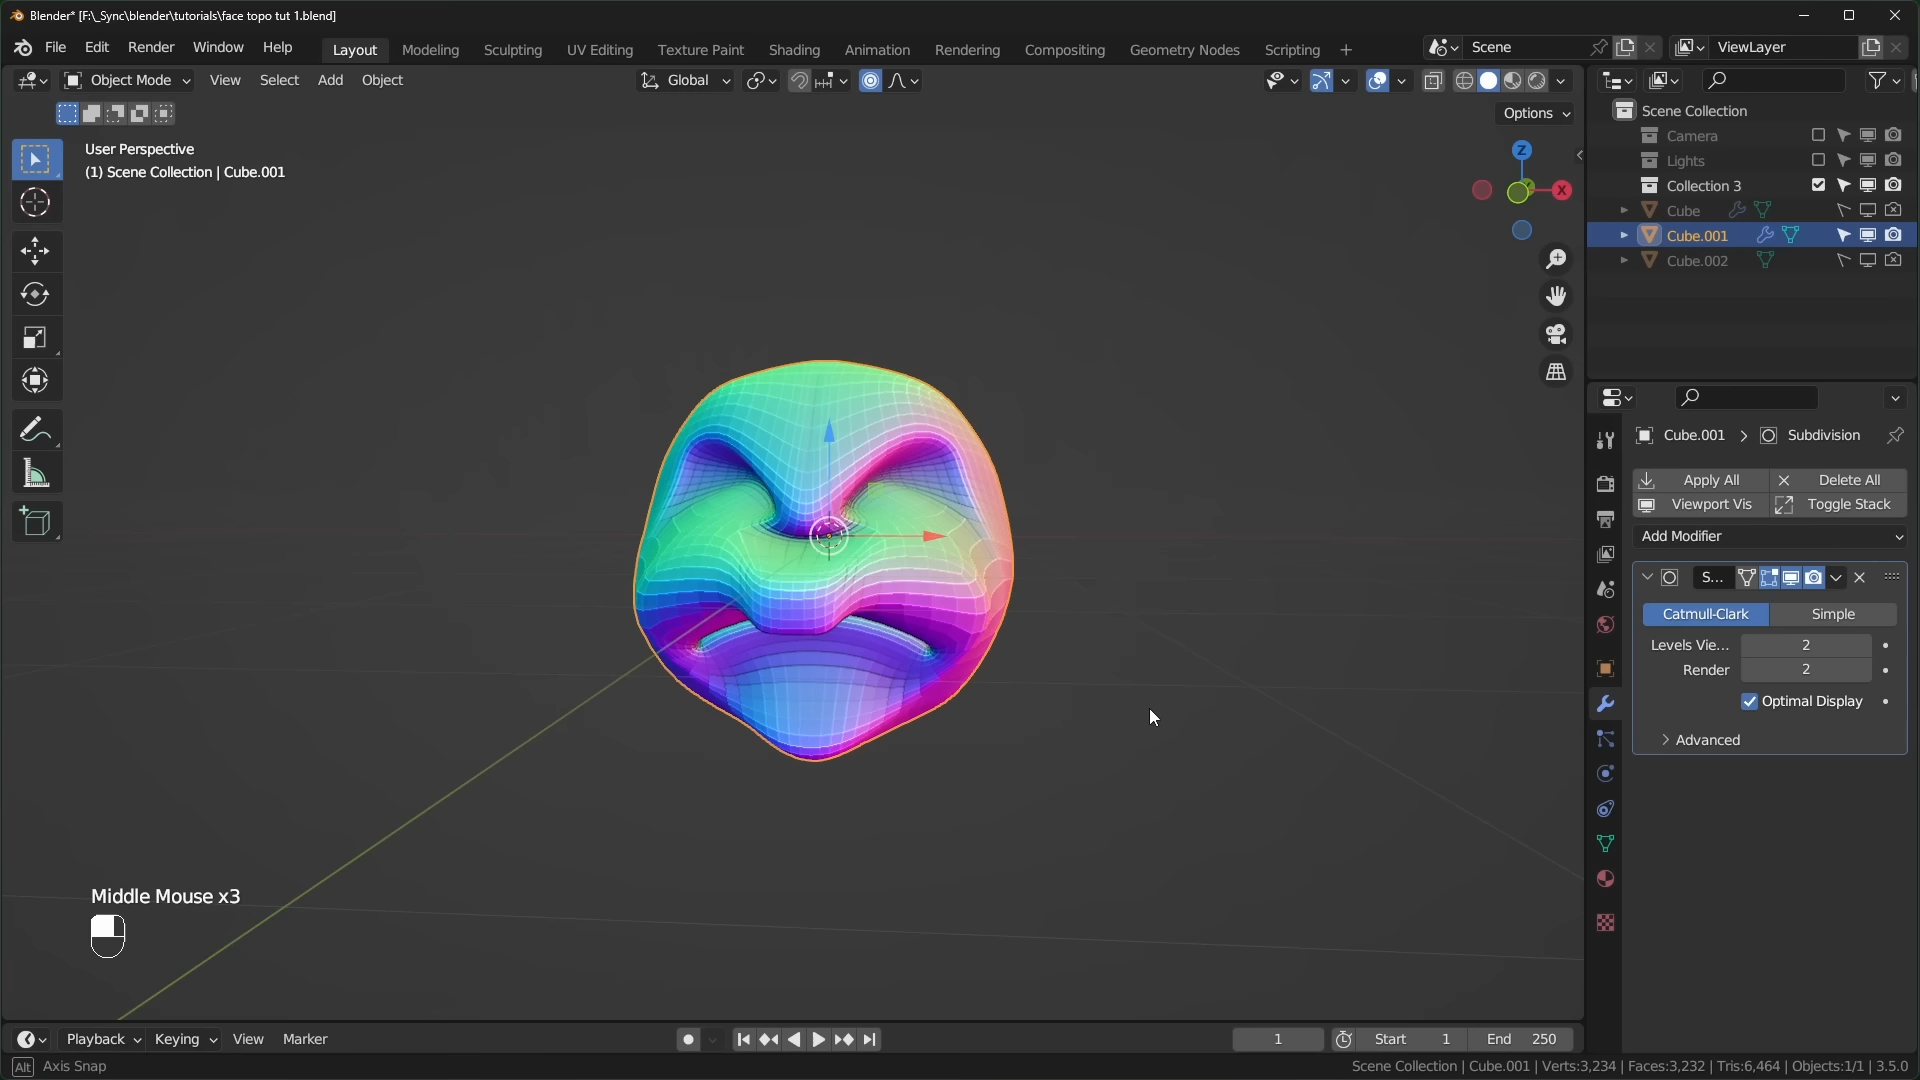 Blender* [F:\_Sync\blender\tutorials\face topo tut 1.blend]
File Edit Render Window Help
Layout Modeling Sculpting UV Editing Texture Paint Shading Animation Rendering Compositing Geometry Nodes Scripting +
Scene
ViewLayer
Object Mode View Select Add Object
Global
Options
User Perspective
(1) Scene Collection | Cube.001
Z
X
Scene Collection
Camera
Lights
Collection 3
Cube
Cube.001
Cube.002
Cube.001 > Subdivision
Apply All Delete All
Viewport Vis Toggle Stack
Add Modifier
S...
Catmull-Clark Simple
Levels Vie... 2
Render 2
Optimal Display
Advanced
Middle Mouse x3
Playback Keying View Marker
1 Start 1 End 250
Alt Axis Snap
Scene Collection | Cube.001 | Verts:3,234 | Faces:3,232 | Tris:6,464 | Objects:1/1 | 3.5.0